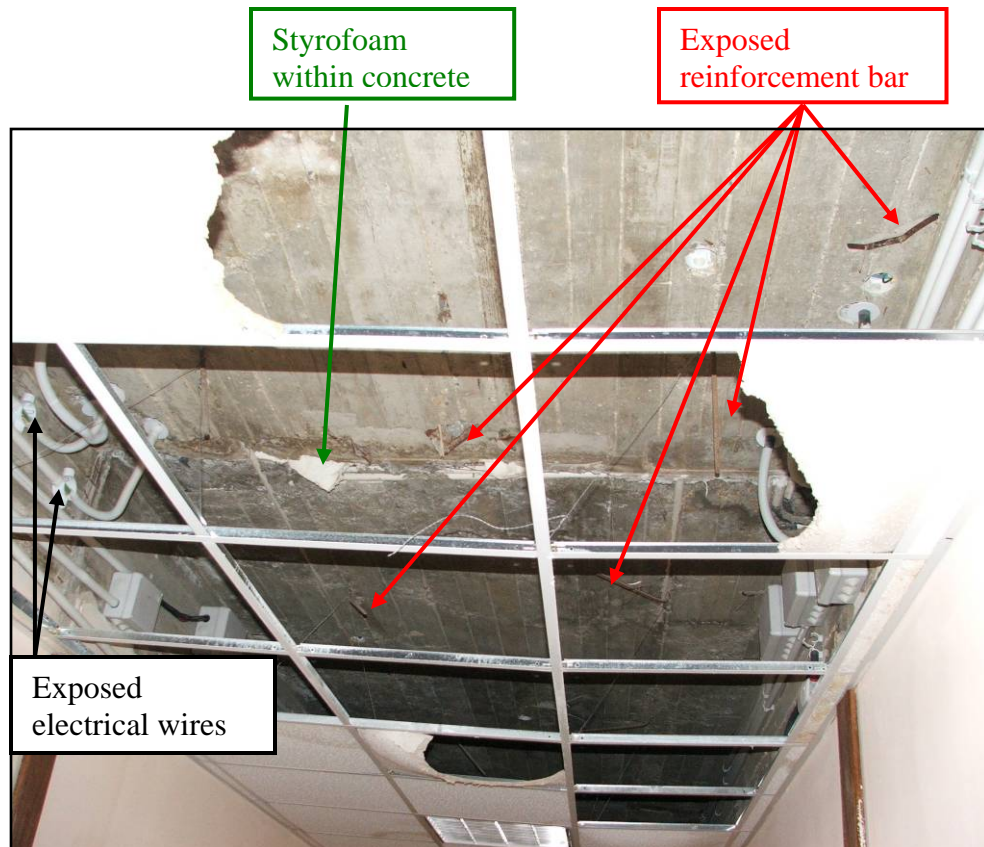 Styrofoam
within concrete
Exposed
reinforcement bar
Exposed
electrical wires